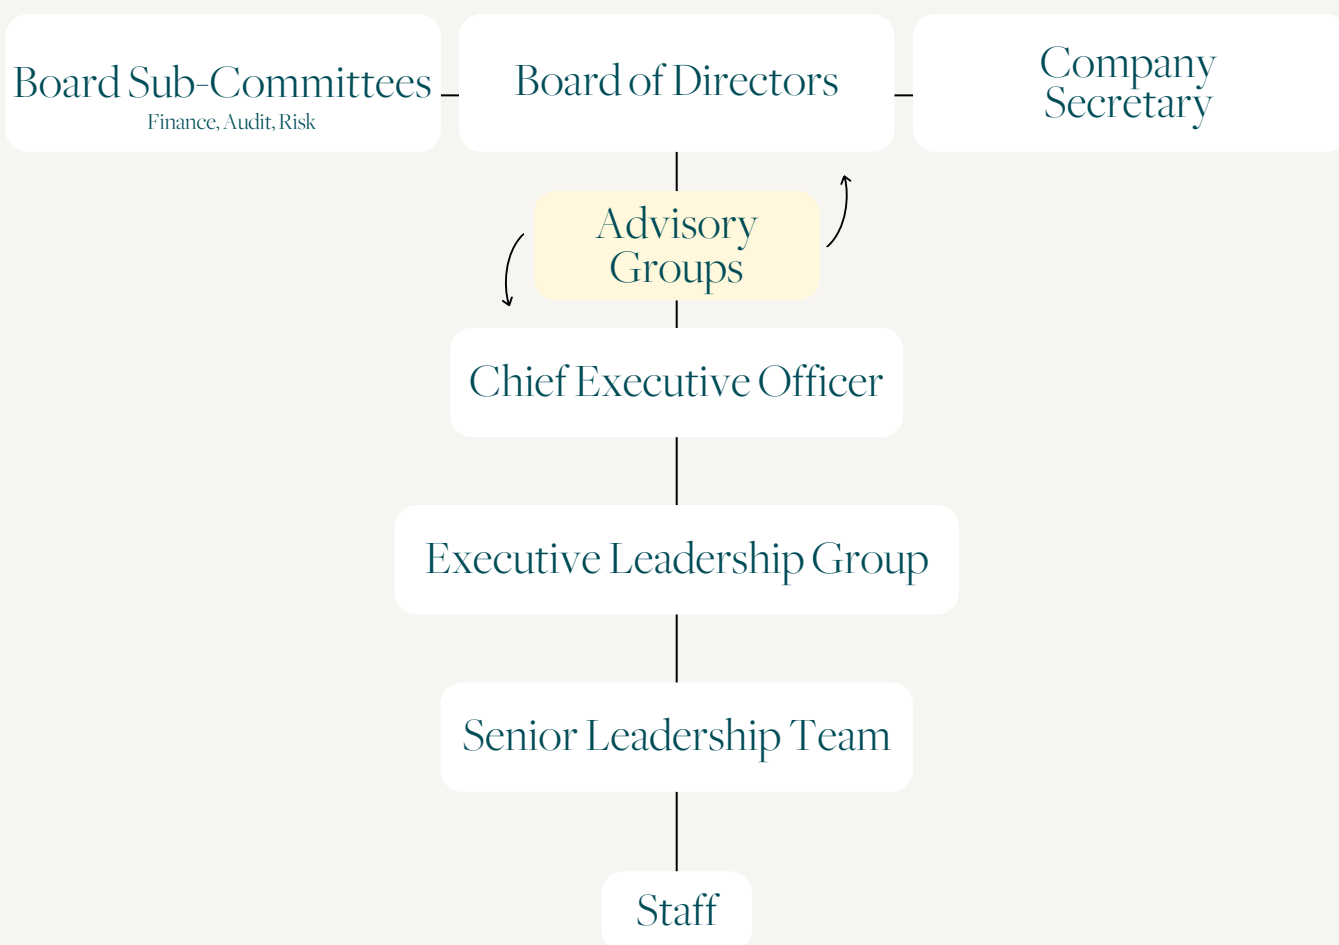 Board Sub-Committees
Finance, Audit, Risk
Board of Directors
Company
Secretary
Advisory
Groups
Chief Executive Officer
Executive Leadership Group
Senior Leadership Team
Staff